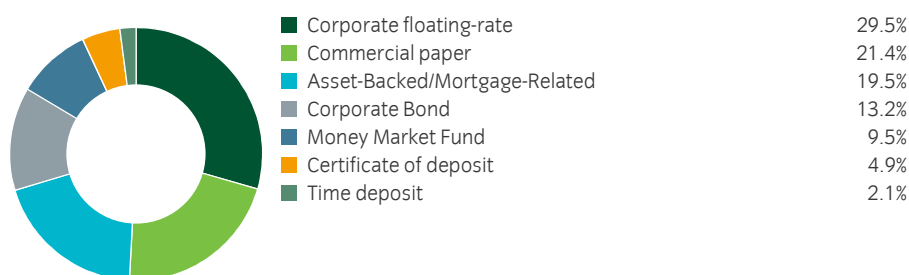 Corporate floating-rate 29.5%
Commercial paper 21.4%
Asset-Backed/Mortgage-Related 19.5%
Corporate Bond 13.2%
Money Market Fund 9.5%
Certificate of deposit 4.9%
Time deposit 2.1%